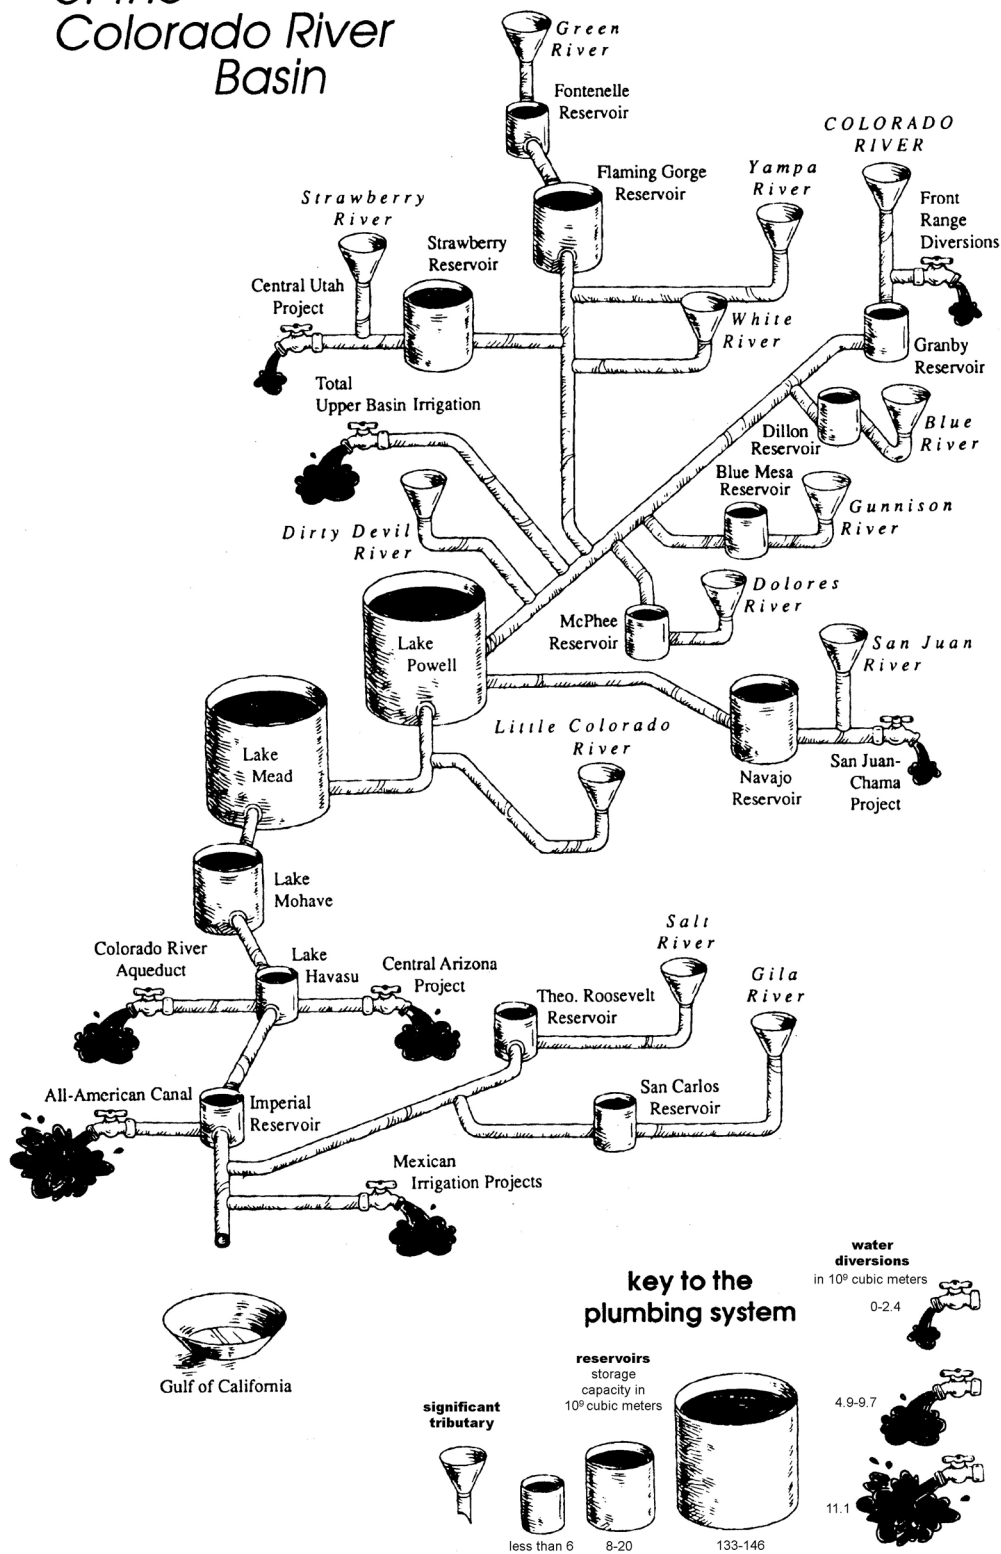 Colorado River
Basin
Green
River
Fontenelle
Reservoir
COLORADO
RIVER
Flaming Gorge
Reservoir
Yampa
River
Front
Range
Diversions
Strawberry
River
Strawberry
Reservoir
Central Utah
Project
White
River
Granby
Reservoir
Total
Upper Basin Irrigation
Dillon
Reservoir
Blue
River
Blue Mesa
Reservoir
Gunnison
River
Dirty Devil
River
Dolores
River
McPhee
Reservoir
Lake
Powell
San Juan
River
Little Colorado
River
Lake
Mead
Navajo
Reservoir
San Juan-
Chama
Project
Lake
Mohave
Salt
River
Colorado River
Aqueduct
Lake
Havasu
Central Arizona
Project
Gila
River
Theo. Roosevelt
Reservoir
All-American Canal
Imperial
Reservoir
San Carlos
Reservoir
Mexican
Irrigation Projects
Gulf of California
key to the
plumbing system
water
diversions
in 10⁹ cubic meters
0-2.4
4.9-9.7
11.1
reservoirs
storage
capacity in
10⁹ cubic meters
significant
tributary
less than 6
8-20
133-146